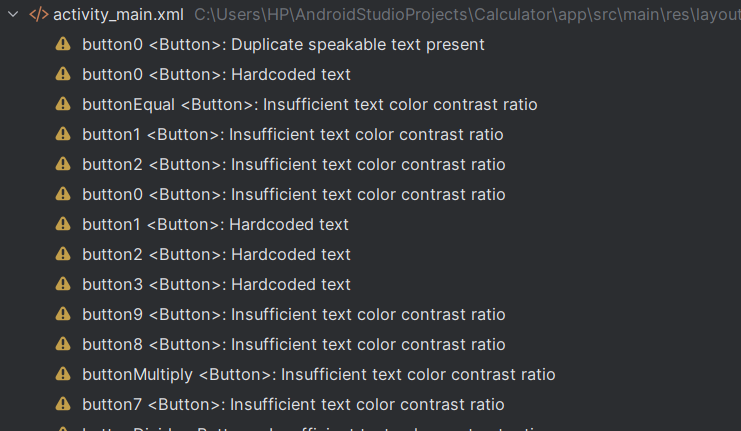 activity_main.xml C:\Users\HP\AndroidStudioProjects\Calculator\app\src\main\res\layout
button0 <Button>: Duplicate speakable text present
button0 <Button>: Hardcoded text
buttonEqual <Button>: Insufficient text color contrast ratio
button1 <Button>: Insufficient text color contrast ratio
button2 <Button>: Insufficient text color contrast ratio
button0 <Button>: Insufficient text color contrast ratio
button1 <Button>: Hardcoded text
button2 <Button>: Hardcoded text
button3 <Button>: Hardcoded text
button9 <Button>: Insufficient text color contrast ratio
button8 <Button>: Insufficient text color contrast ratio
buttonMultiply <Button>: Insufficient text color contrast ratio
button7 <Button>: Insufficient text color contrast ratio